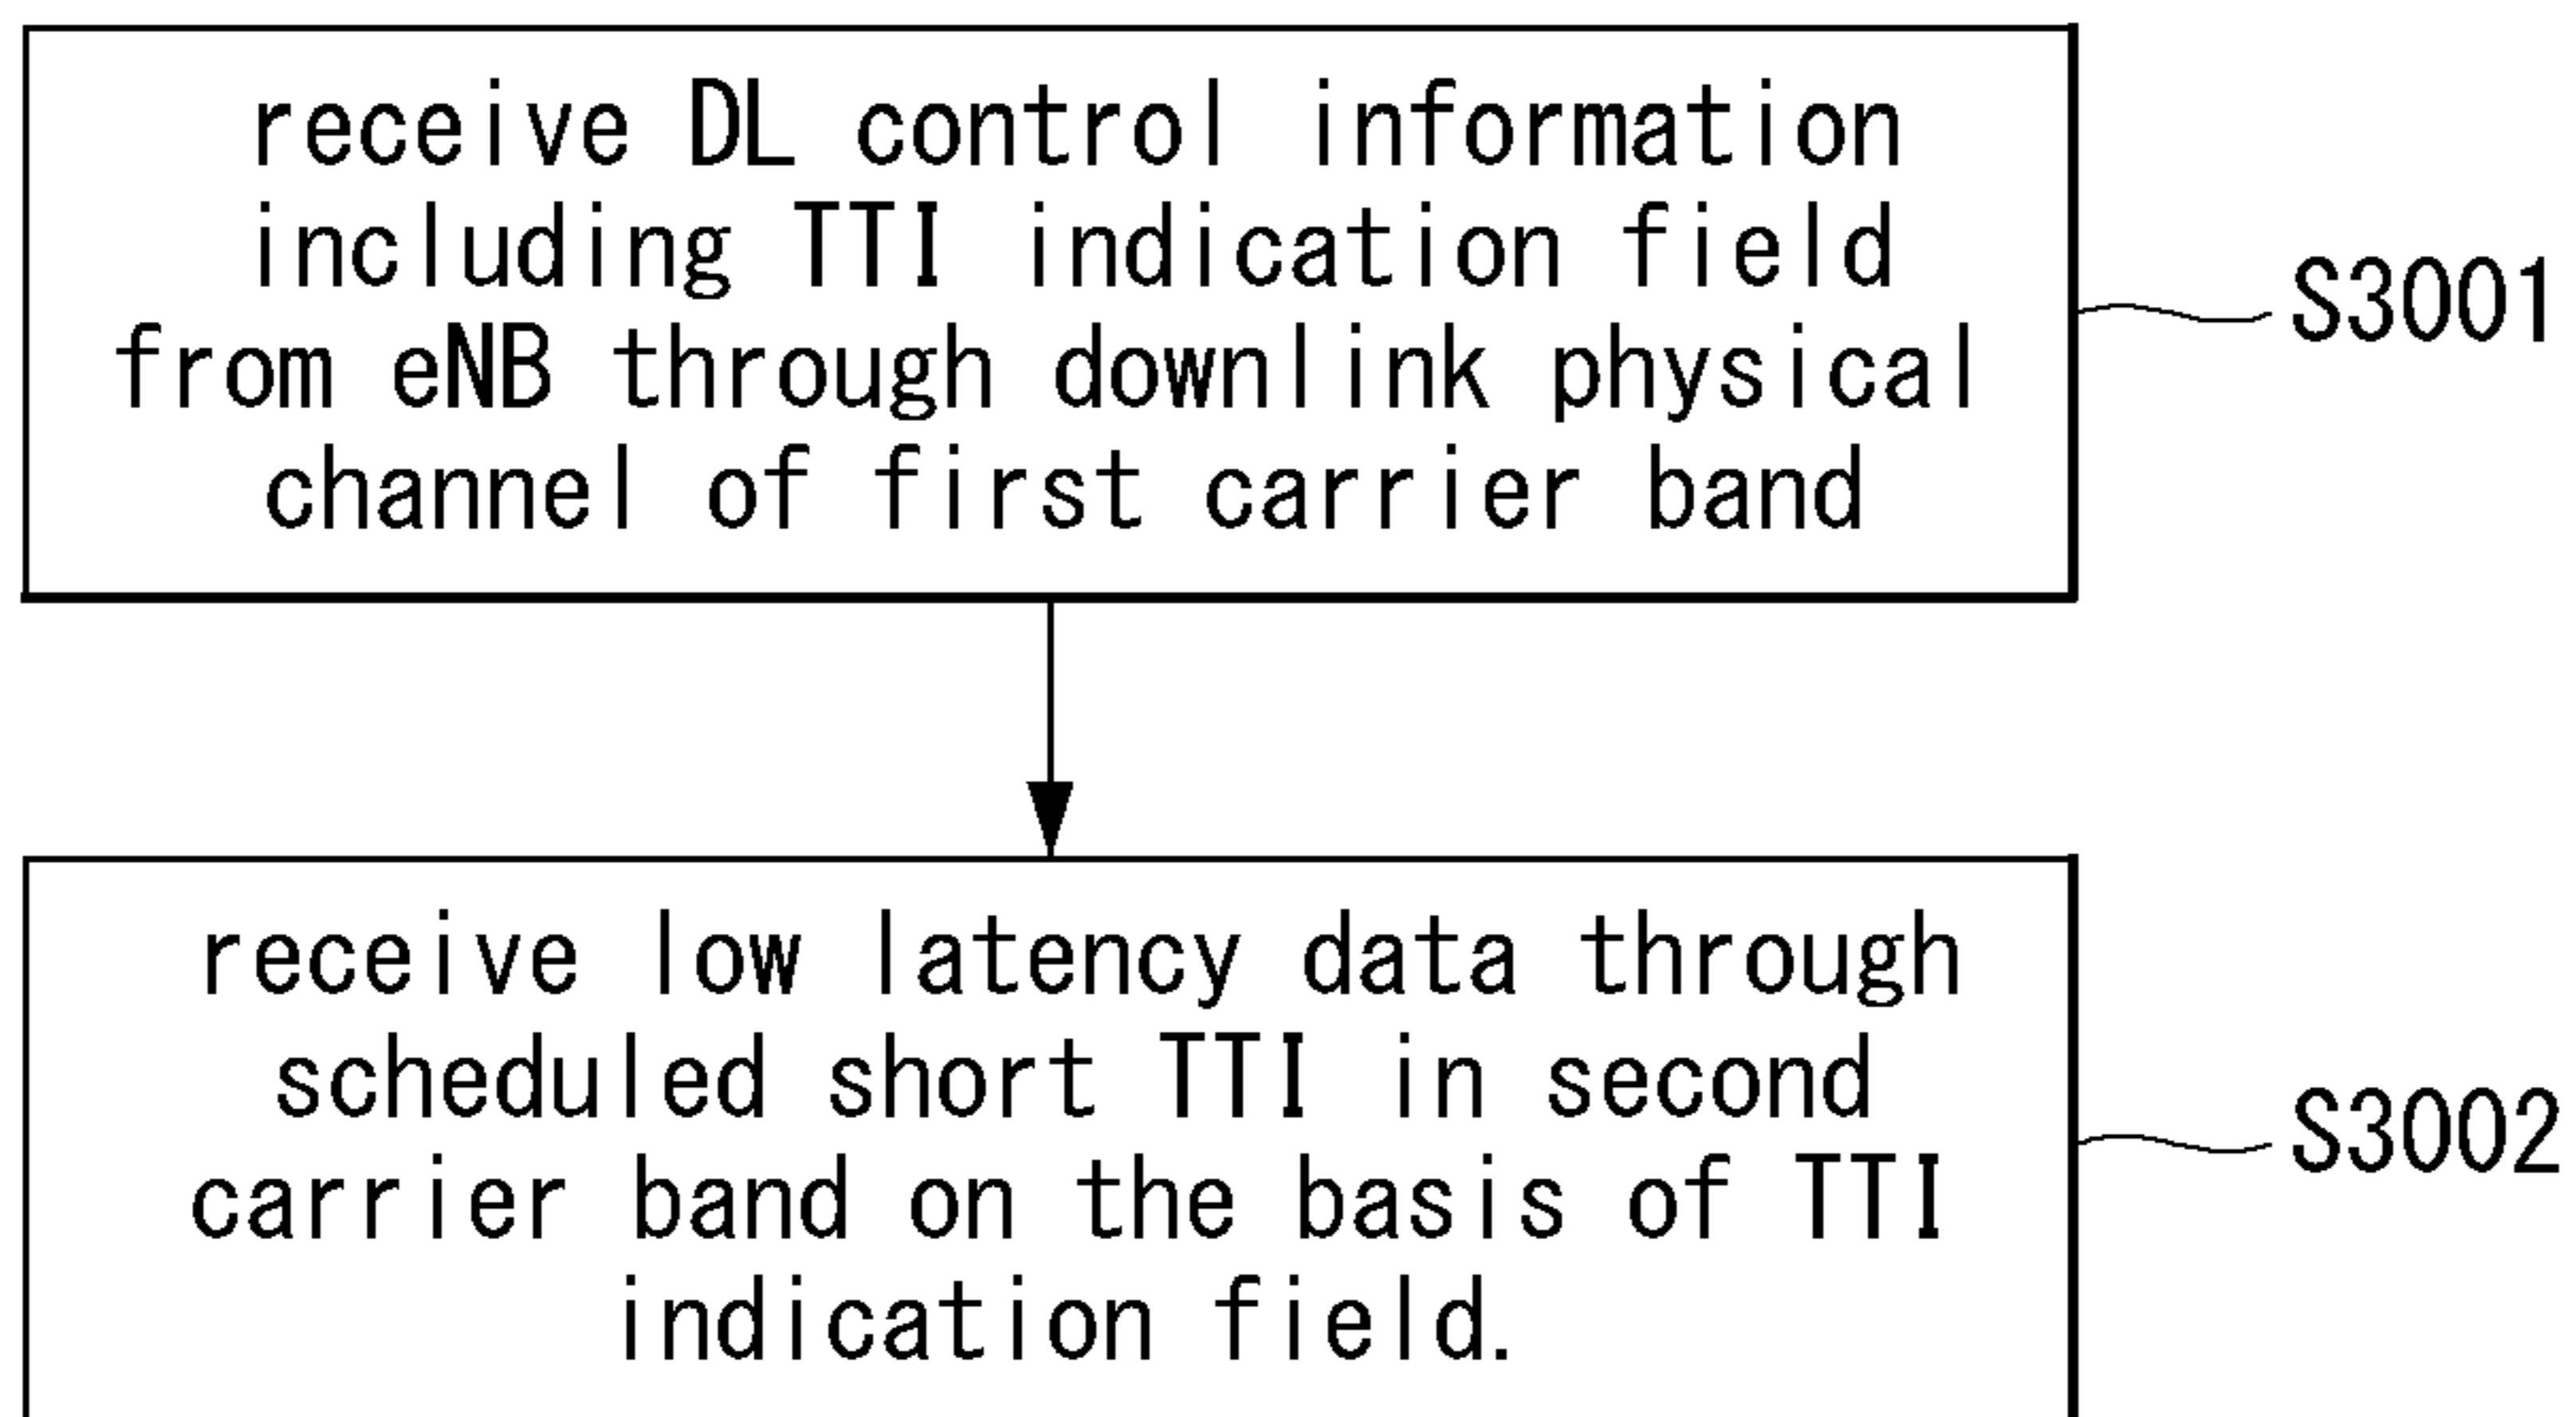 receive DL control information
including TTI indication field
from eNB through downlink physical
channel of first carrier band
S3001
receive low latency data through
scheduled short TTI in second
carrier band on the basis of TTI
indication field.
S3002